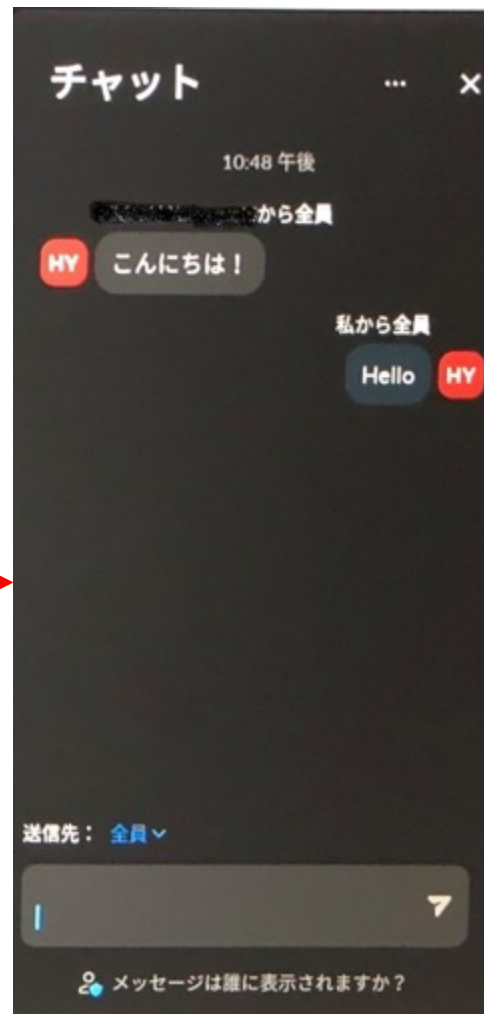 チャット
10:48 午後
から全員
HY
こんにちは！
私から全員
Hello
HY
送信先： 全員
メッセージは誰に表示されますか？